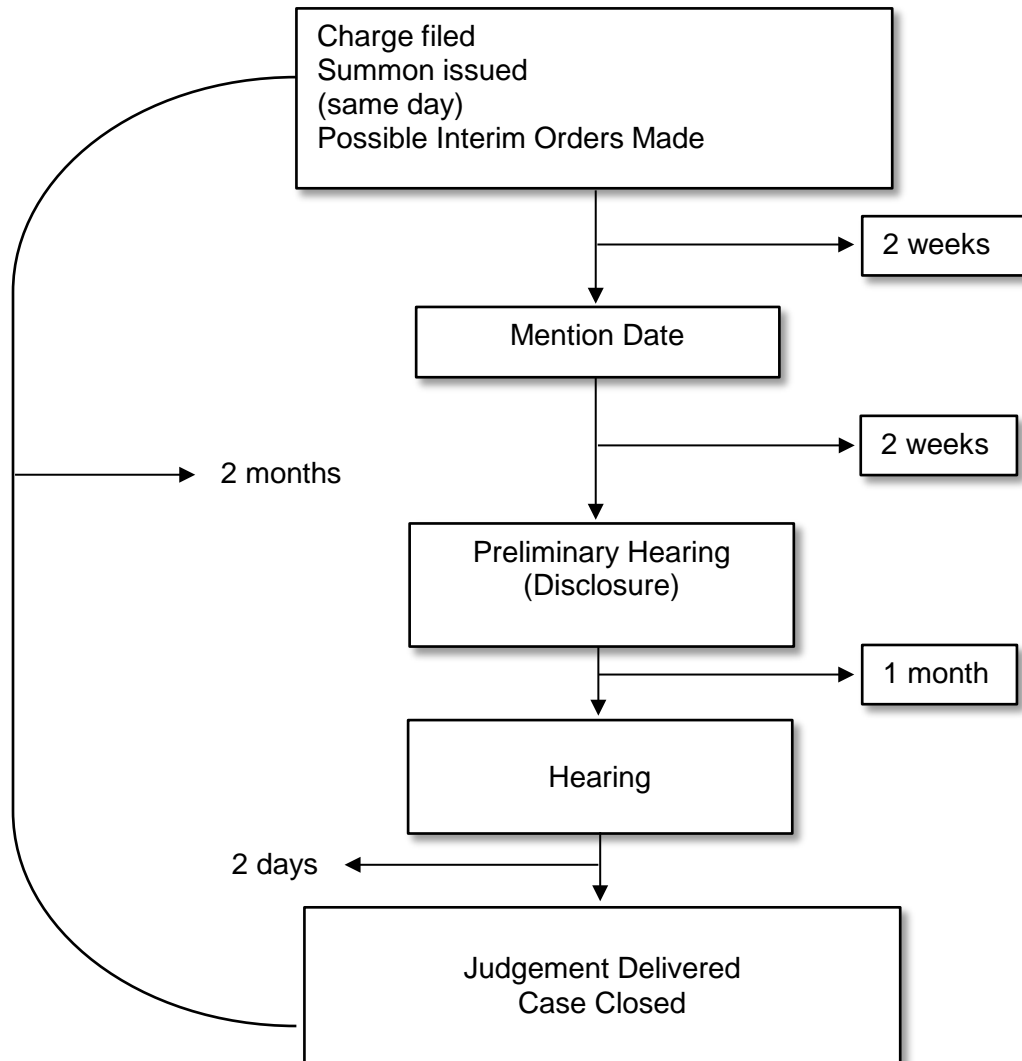 Charge filed
Summon issued
(same day)
Possible Interim Orders Made
2 weeks
Mention Date
2 weeks
2 months
Preliminary Hearing
(Disclosure)
1 month
Hearing
2 days
Judgement Delivered
Case Closed